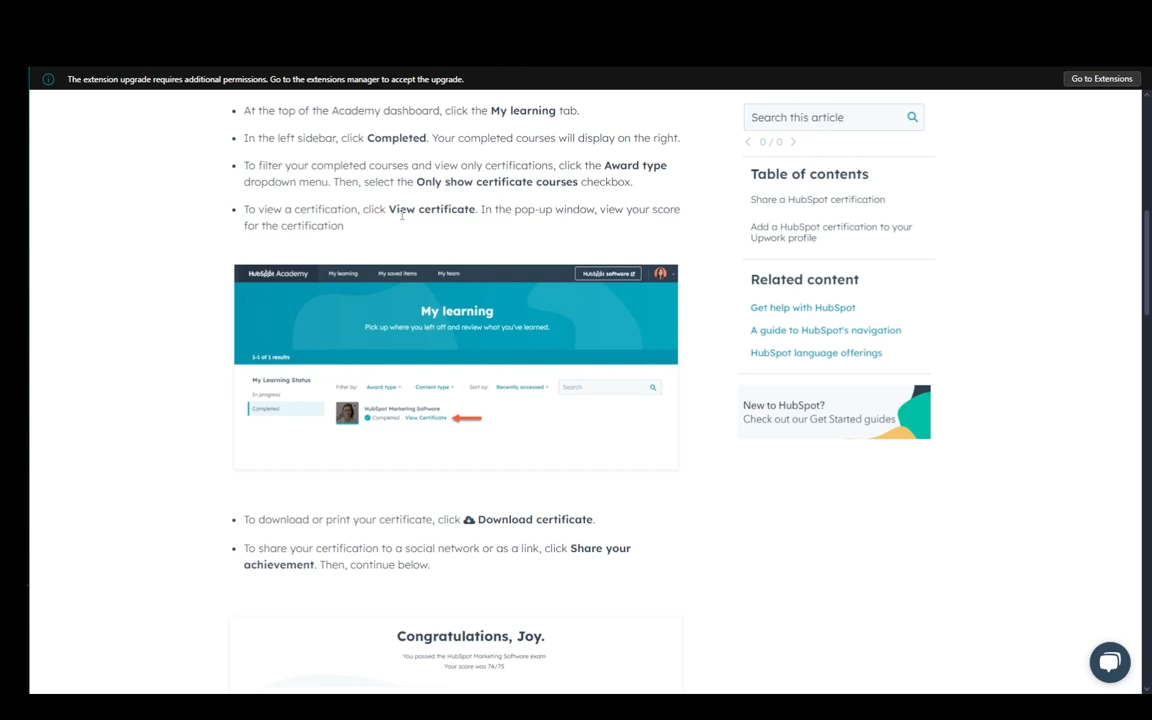 The extension upgrade requires additional permissions. Go to the extensions manager to accept the upgrade.
Go to Extensions
At the top of the Academy dashboard, click the My learning tab.
In the left sidebar, click Completed. Your completed courses will display on the right.
To filter your completed courses and view only certifications, click the Award type
dropdown menu. Then, select the Only show certificate courses checkbox.
To view a certification, click View certificate. In the pop-up window, view your score
for the certification
HubSpot Academy My learning My saved items My team HubSpot software
My learning
Pick up where you left off and review what you've learned.
1-1 of 1 results
My Learning Status
In progress
Completed
Filter by: Award type Content type Sort by: Recently accessed Search
HubSpot Marketing Software
Completed · View Certificate
To download or print your certificate, click Download certificate.
To share your certification to a social network or as a link, click Share your
achievement. Then, continue below.
Congratulations, Joy.
You passed the HubSpot Marketing Software exam
Your score was 74/75
Search this article
0 / 0
Table of contents
Share a HubSpot certification
Add a HubSpot certification to your
Upwork profile
Related content
Get help with HubSpot
A guide to HubSpot's navigation
HubSpot language offerings
New to HubSpot?
Check out our Get Started guides